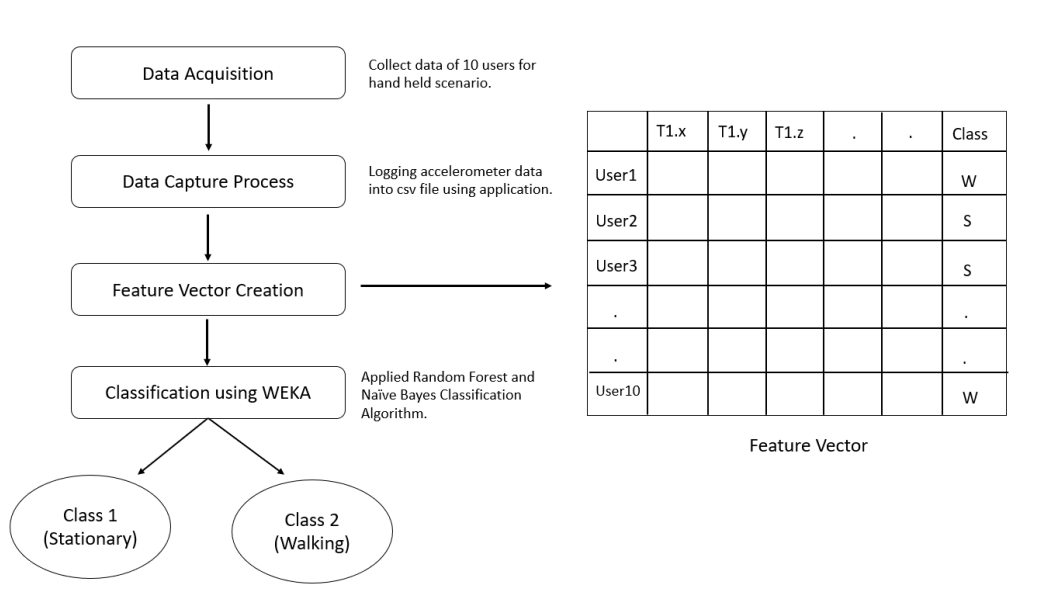 Data Acquisition
Collect data of 10 users for
hand held scenario.
Data Capture Process
Logging accelerometer data
into csv file using application.
Feature Vector Creation
Classification using WEKA
Applied Random Forest and
Naïve Bayes Classification
Algorithm.
Class 1
(Stationary)
Class 2
(Walking)
T1.x T1.y T1.z . . Class
User1 W
User2 S
User3 S
. .
. .
User10 W
Feature Vector